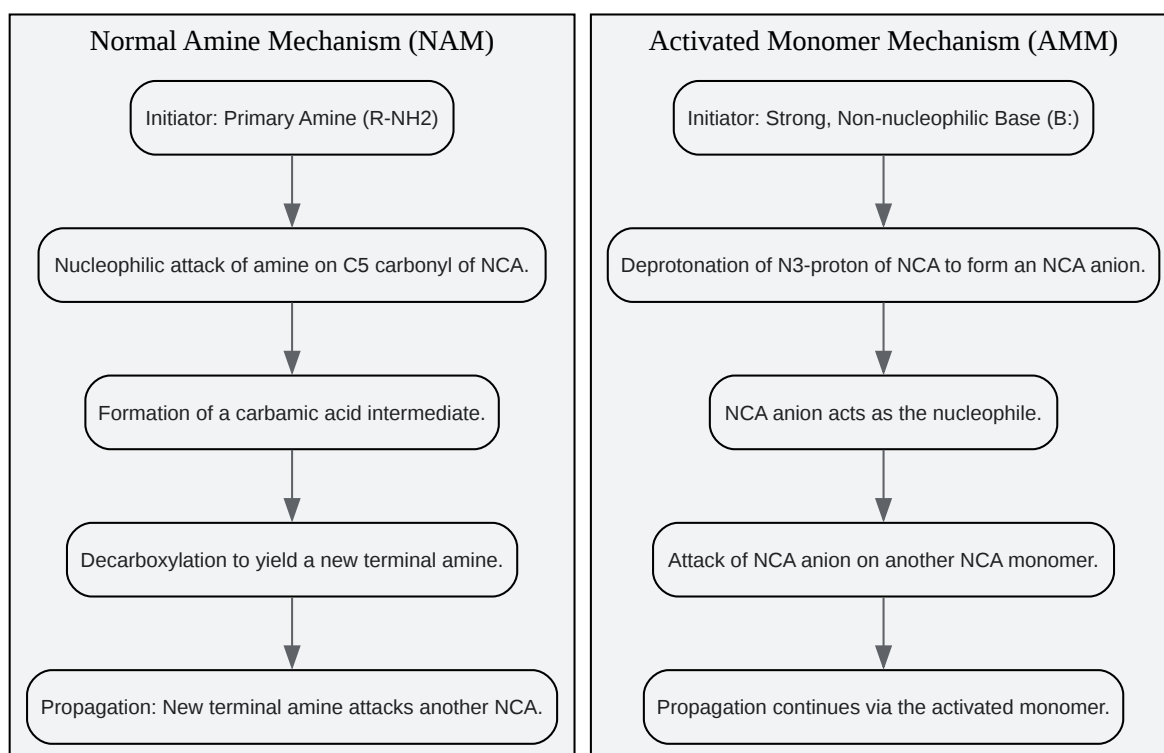 Normal Amine Mechanism (NAM)
Initiator: Primary Amine (R-NH2)
Nucleophilic attack of amine on C5 carbonyl of NCA.
Formation of a carbamic acid intermediate.
Decarboxylation to yield a new terminal amine.
Propagation: New terminal amine attacks another NCA.
Activated Monomer Mechanism (AMM)
Initiator: Strong, Non-nucleophilic Base (B:)
Deprotonation of N3-proton of NCA to form an NCA anion.
NCA anion acts as the nucleophile.
Attack of NCA anion on another NCA monomer.
Propagation continues via the activated monomer.